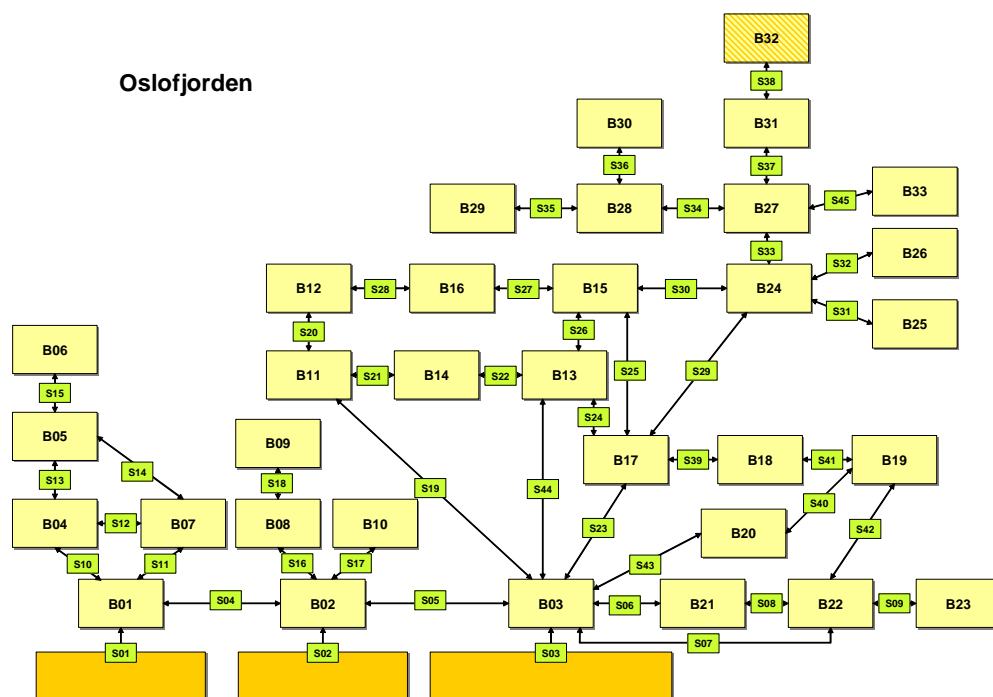 B32
Oslofjorden
S38
B30
B31
S36
S37
B29
S35
B28
S34
B27
S45
B33
S33
S32
B26
B12
S28
B16
S27
B15
S30
B24
S31
B25
S20
S26
B06
B11
S21
B14
S22
B13
S25
S29
S15
S24
B05
B09
B17
S39
B18
S41
B19
S14
S13
S18
S19
S44
S40
B04
S12
B07
B08
B10
S23
B20
S42
S10
S11
S16
S17
S43
B01
S04
B02
S05
B03
S06
B21
S08
B22
S09
B23
S07
S01
S02
S03